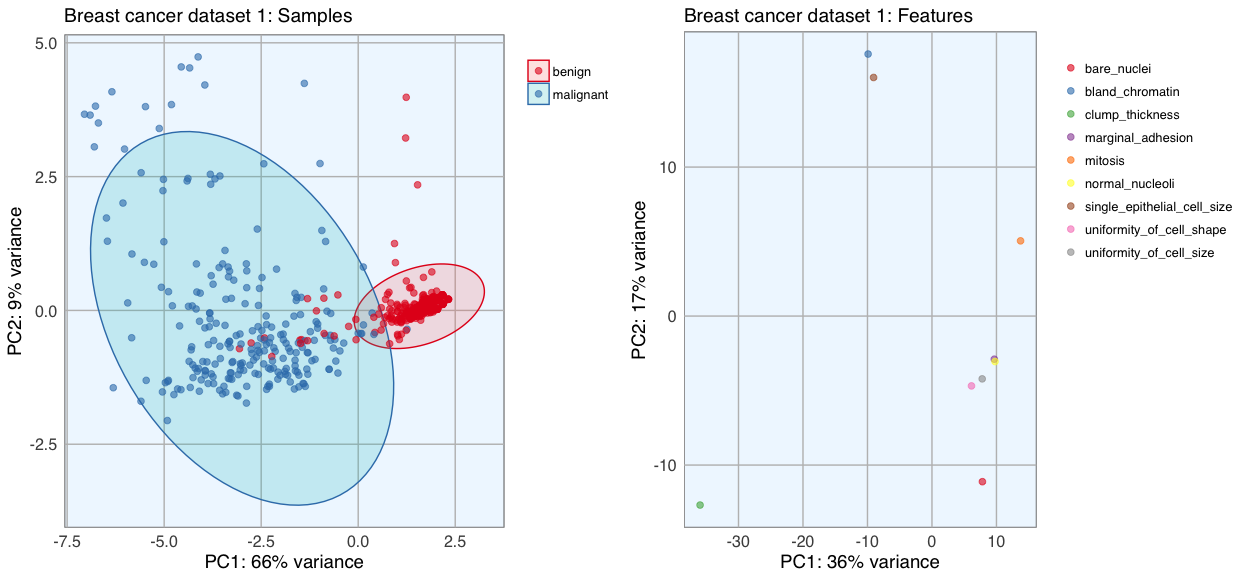 Breast cancer dataset 1: Samples
5.0
2.5
0.0
-2.5
PC2: 9% variance
-7.5
-5.0
-2.5
0.0
2.5
PC1: 66% variance
benign
malignant
Breast cancer dataset 1: Features
10
0
-10
PC2: 17% variance
-30
-20
-10
0
10
PC1: 36% variance
bare_nuclei
bland_chromatin
clump_thickness
marginal_adhesion
mitosis
normal_nucleoli
single_epithelial_cell_size
uniformity_of_cell_shape
uniformity_of_cell_size